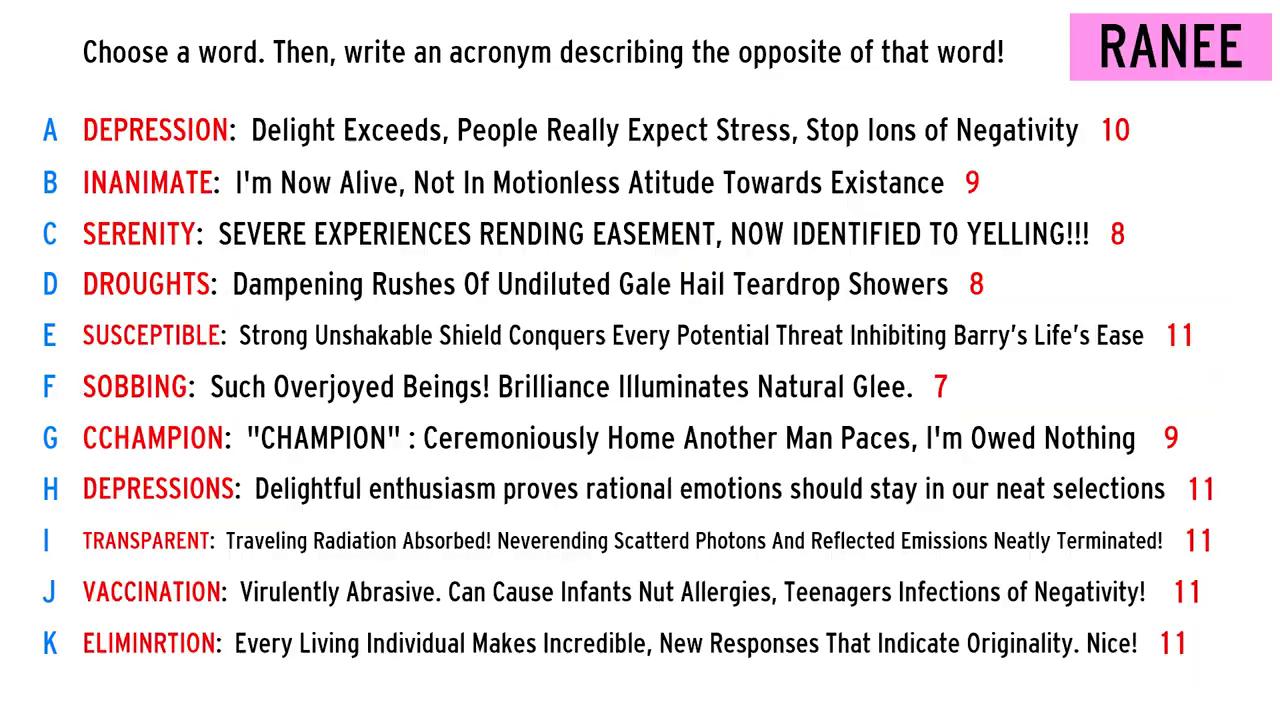 Choose a word. Then, write an acronym describing the opposite of that word!
RANEE
A DEPRESSION: Delight Exceeds, People Really Expect Stress, Stop Ions of Negativity 10
B INANIMATE: I'm Now Alive, Not In Motionless Atitude Towards Existance 9
C SERENITY: SEVERE EXPERIENCES RENDING EASEMENT, NOW IDENTIFIED TO YELLING!!! 8
D DROUGHTS: Dampening Rushes Of Undiluted Gale Hail Teardrop Showers 8
E SUSCEPTIBLE: Strong Unshakable Shield Conquers Every Potential Threat Inhibiting Barry’s Life’s Ease 11
F SOBBING: Such Overjoyed Beings! Brilliance Illuminates Natural Glee. 7
G CCHAMPION: "CHAMPION" : Ceremoniously Home Another Man Paces, I'm Owed Nothing 9
H DEPRESSIONS: Delightful enthusiasm proves rational emotions should stay in our neat selections 11
I TRANSPARENT: Traveling Radiation Absorbed! Neverending Scatterd Photons And Reflected Emissions Neatly Terminated! 11
J VACCINATION: Virulently Abrasive. Can Cause Infants Nut Allergies, Teenagers Infections of Negativity! 11
K ELIMINRTION: Every Living Individual Makes Incredible, New Responses That Indicate Originality. Nice! 11